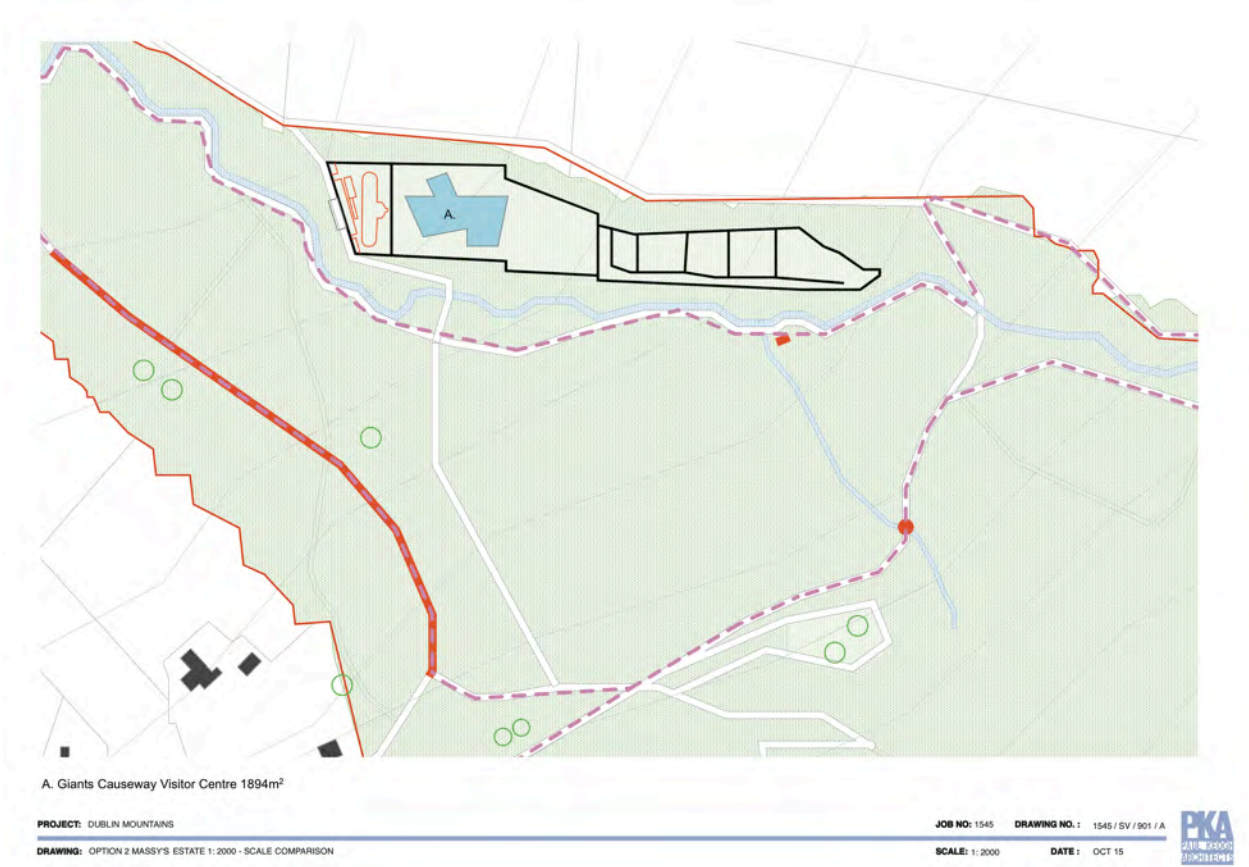 A.
A. Giants Causeway Visitor Centre 1894m²
PROJECT: DUBLIN MOUNTAINS
JOB NO: 1545 DRAWING NO. : 1545 / SV / 901 / A
DRAWING: OPTION 2 MASSY'S ESTATE 1: 2000 - SCALE COMPARISON
SCALE: 1: 2000 DATE : OCT 15
PKA
PAUL KEOGH
ARCHITECTS